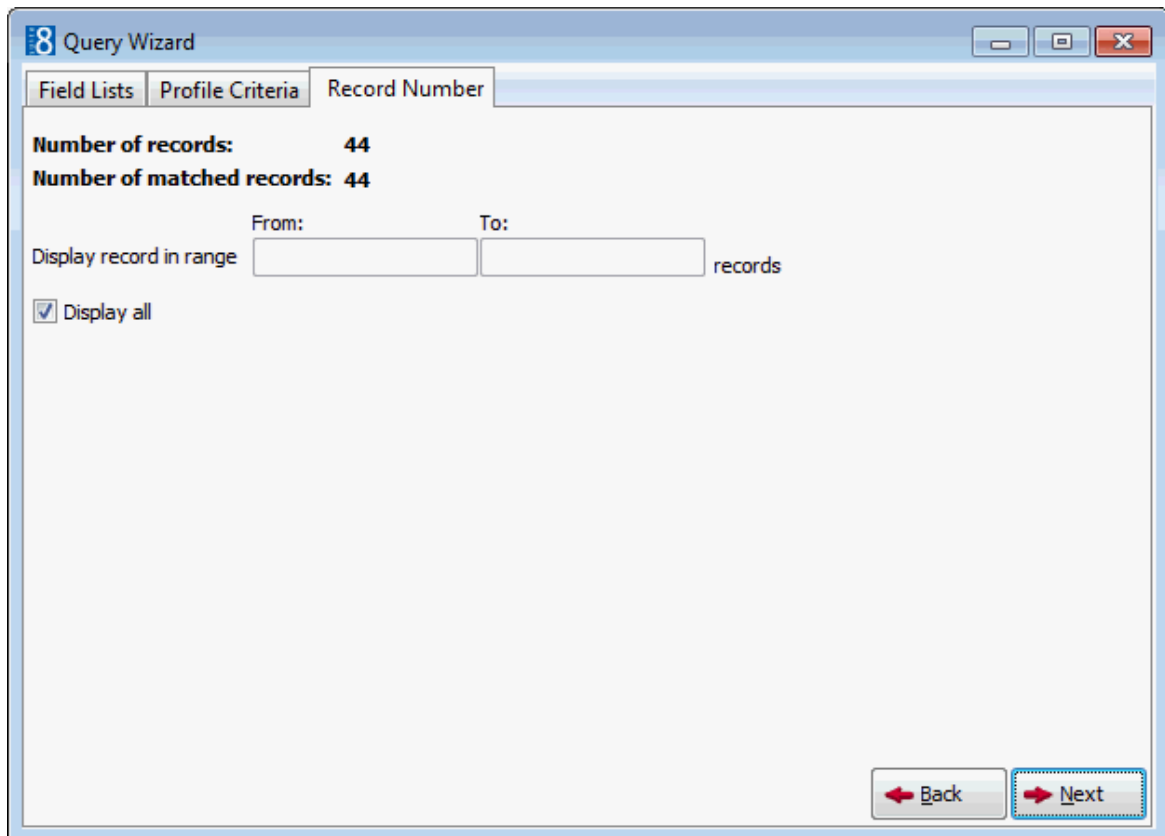 8 Query Wizard
Field Lists Profile Criteria Record Number
Number of records: 44
Number of matched records: 44
From: To:
Display record in range records
Display all
Back Next